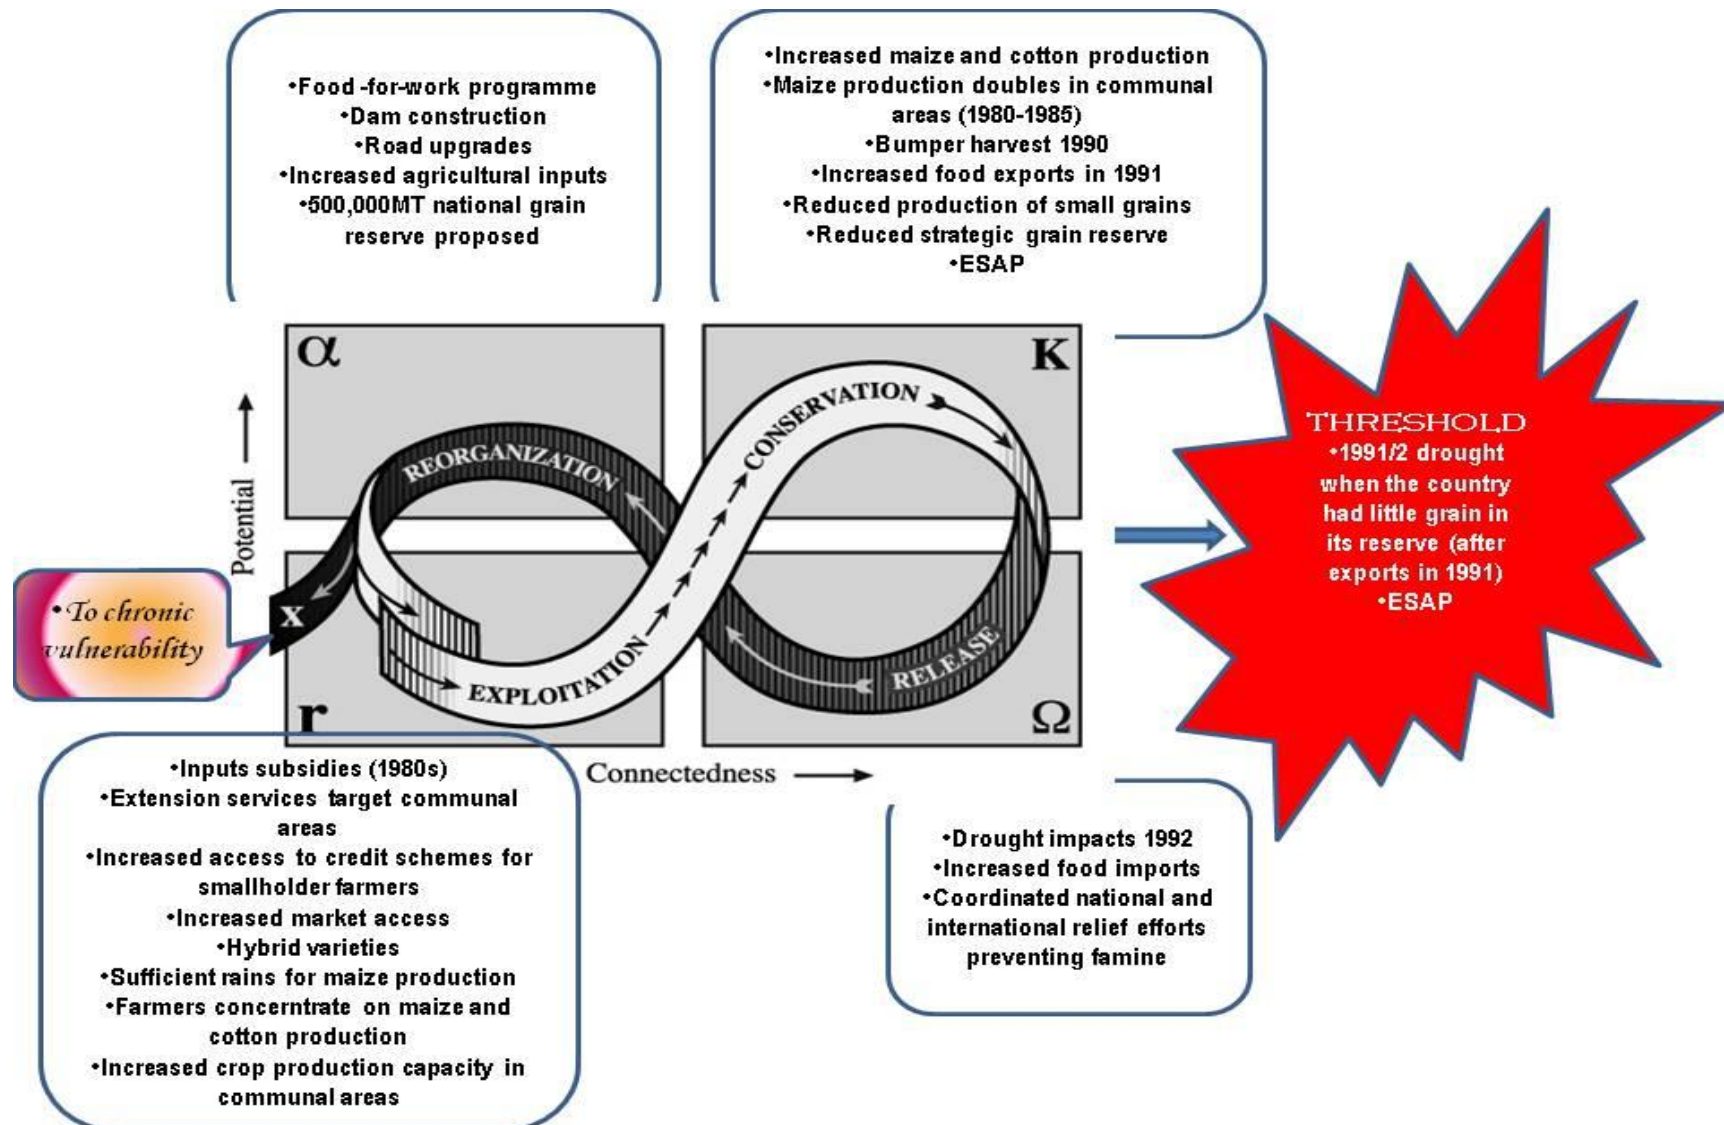 •Food -for-work programme
•Dam construction
•Road upgrades
•Increased agricultural inputs
•500,000MT national grain
reserve proposed
•Increased maize and cotton production
•Maize production doubles in communal
areas (1980-1985)
•Bumper harvest 1990
•Increased food exports in 1991
•Reduced production of small grains
•Reduced strategic grain reserve
•ESAP
α
K
REORGANIZATION
CONSERVATION
Potential
THRESHOLD
•1991/2 drought
when the country
had little grain in
its reserve (after
exports in 1991)
•ESAP
•To chronic
vulnerability
x
EXPLOITATION
RELEASE
r
Ω
Connectedness
•Inputs subsidies (1980s)
•Extension services target communal
areas
•Increased access to credit schemes for
smallholder farmers
•Increased market access
•Hybrid varieties
•Sufficient rains for maize production
•Farmers concerntrate on maize and
cotton production
•Increased crop production capacity in
communal areas
•Drought impacts 1992
•Increased food imports
•Coordinated national and
international relief efforts
preventing famine